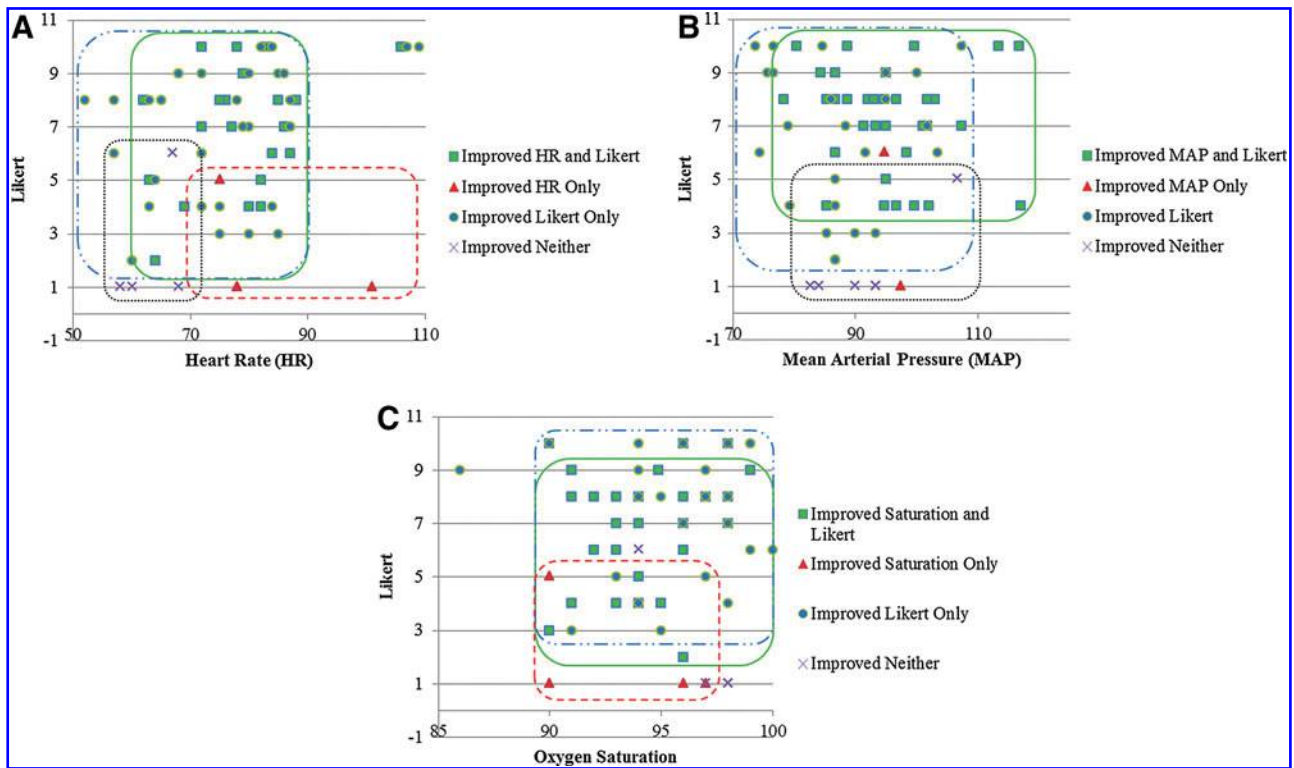 A
11
9
7
5
3
1
-1
Likert
50
70
90
110
Heart Rate (HR)
Improved HR and Likert
Improved HR Only
Improved Likert Only
Improved Neither
B
11
9
7
5
3
1
-1
Likert
70
90
110
Mean Arterial Pressure (MAP)
Improved MAP and Likert
Improved MAP Only
Improved Likert
Improved Neither
C
11
9
7
5
3
1
-1
Likert
85
90
95
100
Oxygen Saturation
Improved Saturation and
Likert
Improved Saturation Only
Improved Likert Only
Improved Neither